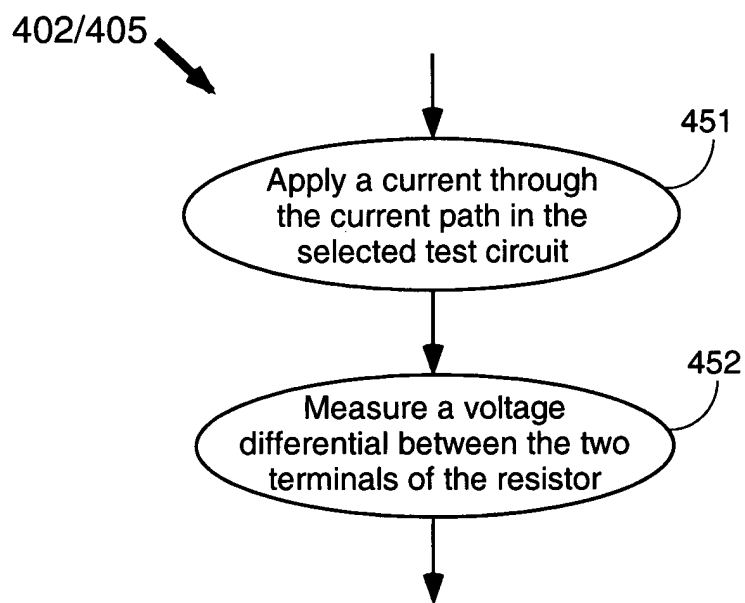 402/405
451
Apply a current through
the current path in the
selected test circuit
452
Measure a voltage
differential between the two
terminals of the resistor